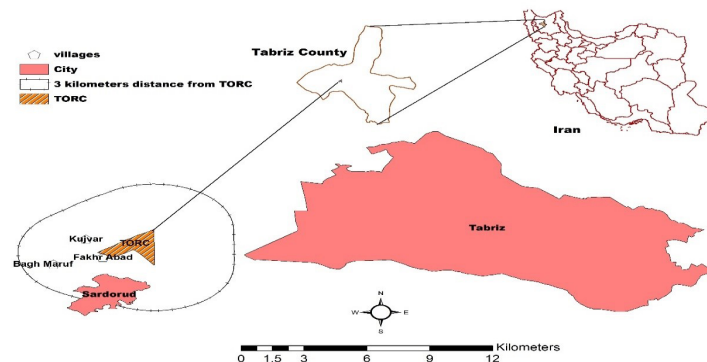 villages
City
3 kilometers distance from TORC
TORC
Tabriz County
Iran
Tabriz
Kujvar
TORC
Fakhr Abad
Bagh Maruf
Sardorud
N
W E
S
Kilometers
0 1.5 3 6 9 12